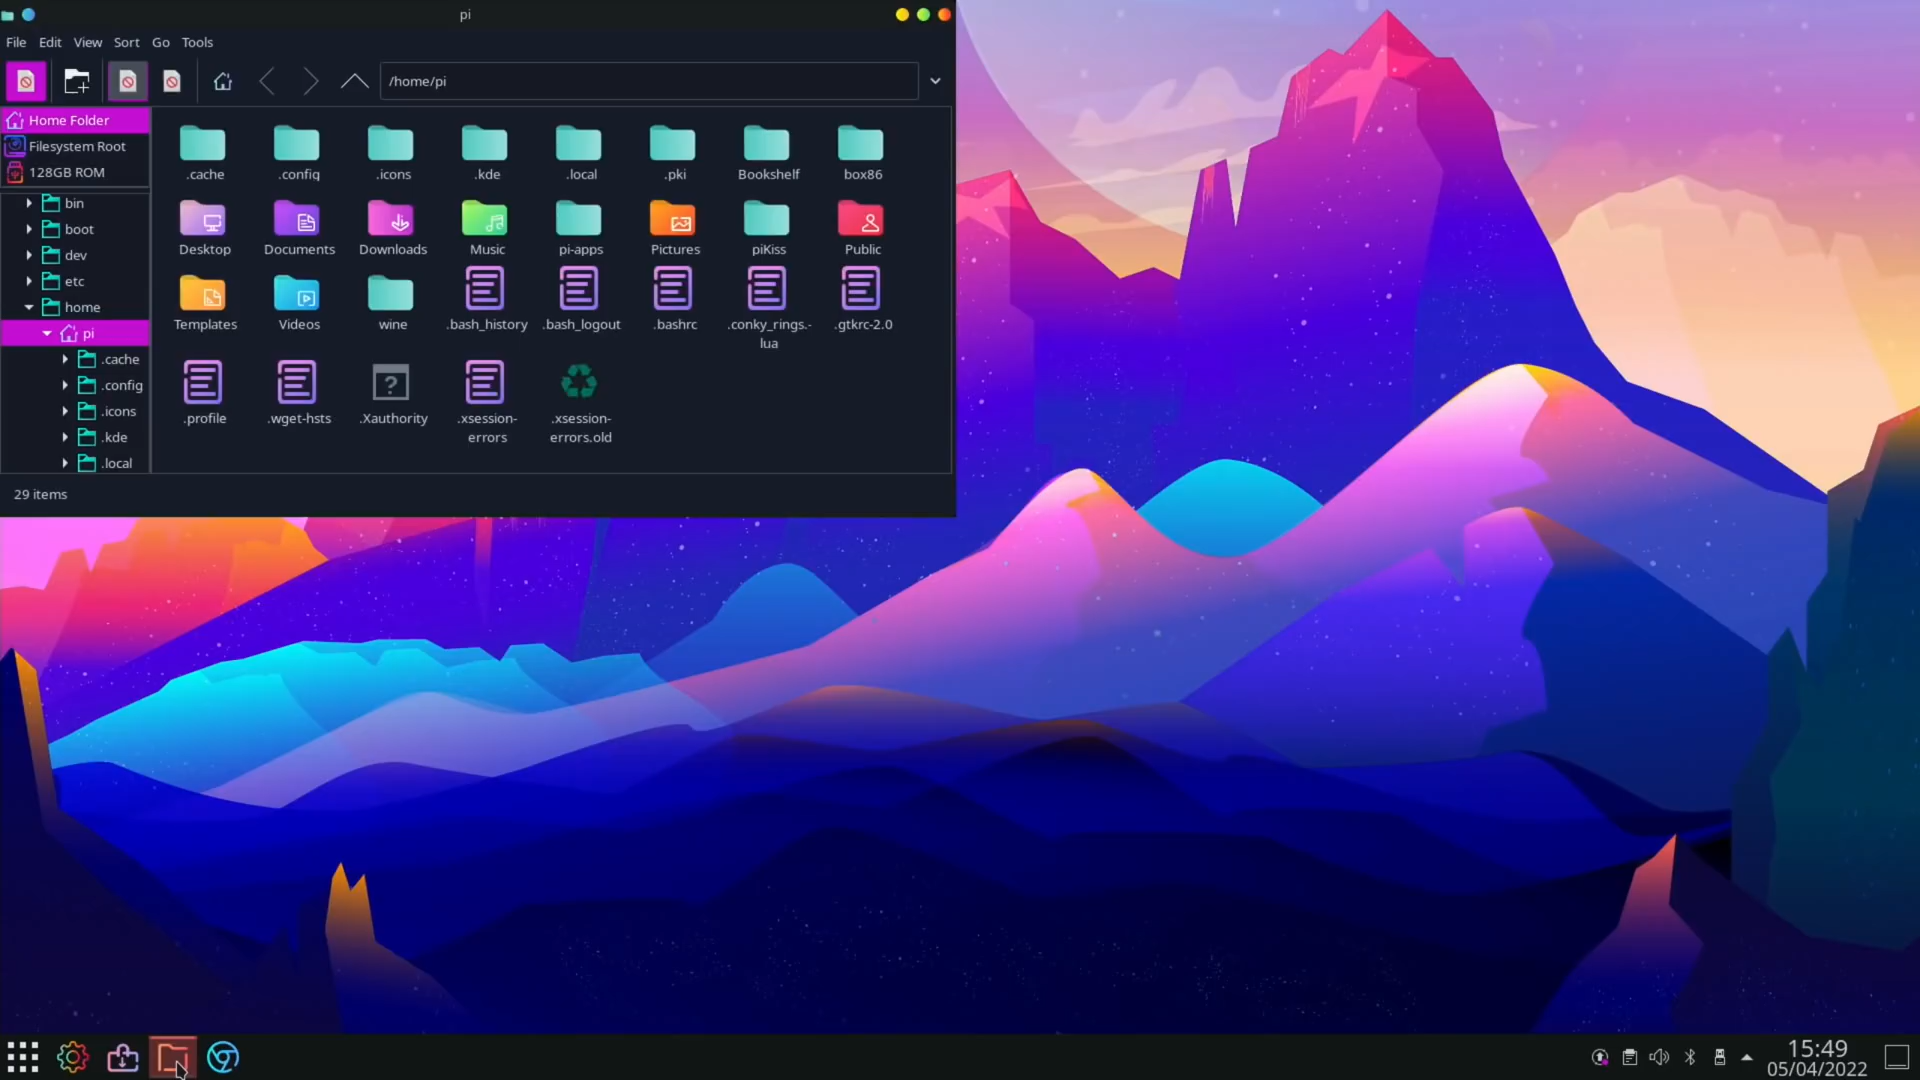 pi
File Edit View Sort Go Tools
/home/pi
Home Folder
Filesystem Root
128GB ROM
bin
boot
dev
etc
home
pi
.cache
.config
.icons
.kde
.local
.cache .config .icons .kde .local .pki Bookshelf box86
Desktop Documents Downloads Music pi-apps Pictures piKiss Public
Templates Videos wine .bash_history .bash_logout .bashrc .conky_rings.- .gtkrc-2.0
lua
.profile .wget-hsts .Xauthority .xsession- .xsession-
errors errors.old
29 items
15:49
05/04/2022